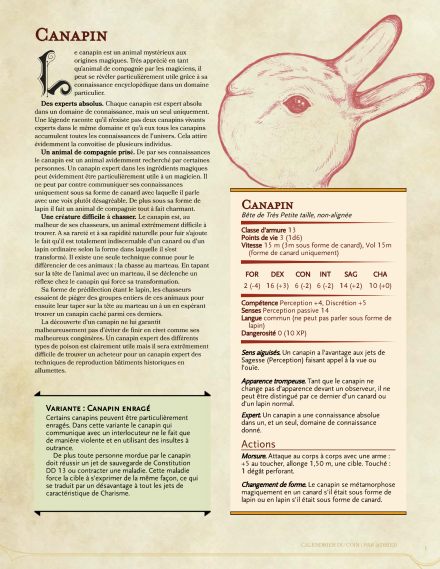 Canapin
Le canapin est un animal mystérieux aux
origines magiques. Très apprécié en tant
qu'animal de compagnie par les magiciens, il
peut se révéler particulièrement utile grâce à sa
connaissance encyclopédique dans un domaine
particulier.
Des experts absolus. Chaque canapin est expert absolu
dans un domaine de connaissance, mais un seul uniquement.
Une légende raconte qu'il n'existe pas deux canapins vivants
experts dans le même domaine et qu'à eux tous les canapins
accumulent toutes les connaissances de l'univers. Cela attire
évidemment la convoitise de plusieurs individus.
Un animal de compagnie prisé. De par ses connaissances
le canapin est un animal évidemment recherché par certaines
personnes. Un canapin expert dans les ingrédients magiques
peut évidemment être particulièrement utile à un magicien. Il
ne peut par contre communiquer ses connaissances
uniquement sous sa forme de canard avec laquelle il parle
avec une voix plutôt désagréable. De plus sous sa forme de
lapin il fait un animal de compagnie tout à fait charmant.
Une créature difficile à chasser. Le canapin est, au
malheur de ses chasseurs, un animal extrêmement difficile à
trouver. A sa rareté et à sa rapidité naturelle pour fuir s'ajoute
le fait qu'il est totalement indiscernable d'un canard ou d'un
lapin ordinaire selon la forme dans laquelle il s'est
transformé. Il existe une seule technique connue pour le
différencier de ces animaux : la chasse au marteau. En tapant
sur la tête de l'animal avec un marteau, il se déclenche un
réflexe chez le canapin qui force sa transformation.
Sa forme de prédilection étant le lapin, les chasseurs
essaient de piéger des groupes entiers de ces animaux pour
ensuite leur taper sur la tête au marteau un à un en espérant
trouver un canapin caché parmi ces derniers.
La découverte d'un canapin ne lui garantit
malheureusement pas d'éviter de finir en civet comme ses
malheureux congénères. Un canapin expert des différents
types de poison est clairement utile mais il sera extrêmement
difficile de trouver un acheteur pour un canapin expert des
techniques de reproduction bâtiments historiques en
allumettes.
Variante : Canapin enragé
Certains canapins peuvent être particulièrement
enragés. Dans cette variante le canapin qui
communique avec un interlocuteur ne le fait que
de manière violente et en utilisant des insultes à
outrance.
De plus toute personne mordue par le canapin
doit réussir un jet de sauvegarde de Constitution
DD 13 ou contracter une maladie. Cette maladie
force la cible à s'exprimer de la même façon, ce qui
se traduit par un désavantage à tout les jets de
caractéristique de Charisme.
Canapin
Bête de Très Petite taille, non-alignée
Classe d'armure 13
Points de vie 3 (1d6)
Vitesse 15 m (3m sous forme de canard), Vol 15m
(forme de canard uniquement)
FOR DEX CON INT SAG CHA
2 (-4) 16 (+3) 6 (-2) 6 (-2) 14 (+2) 10 (+0)
Compétence Perception +4, Discrétion +5
Senses Perception passive 14
Langue commun (ne peut pas parler sous forme de
lapin)
Dangerosité 0 (10 XP)
Sens aiguisés. Un canapin a l'avantage aux jets de
Sagesse (Perception) faisant appel à la vue ou
l'ouïe.
Apparence trompeuse. Tant que le canapin ne
change pas d'apparence devant un observeur, il ne
peut être distingué par ce dernier d'un canard ou
d'un lapin normal.
Expert. Un canapin a une connaissance absolue
dans un, et un seul, domaine de connaissance
donné.
Actions
Morsure. Attaque au corps à corps avec une arme :
+5 au toucher, allonge 1,50 m, une cible. Touché :
1 dégât perforant.
Changement de forme. Le canapin se métamorphose
magiquement en un canard s'il était sous forme de
lapin ou en lapin s'il était sous forme de canard.